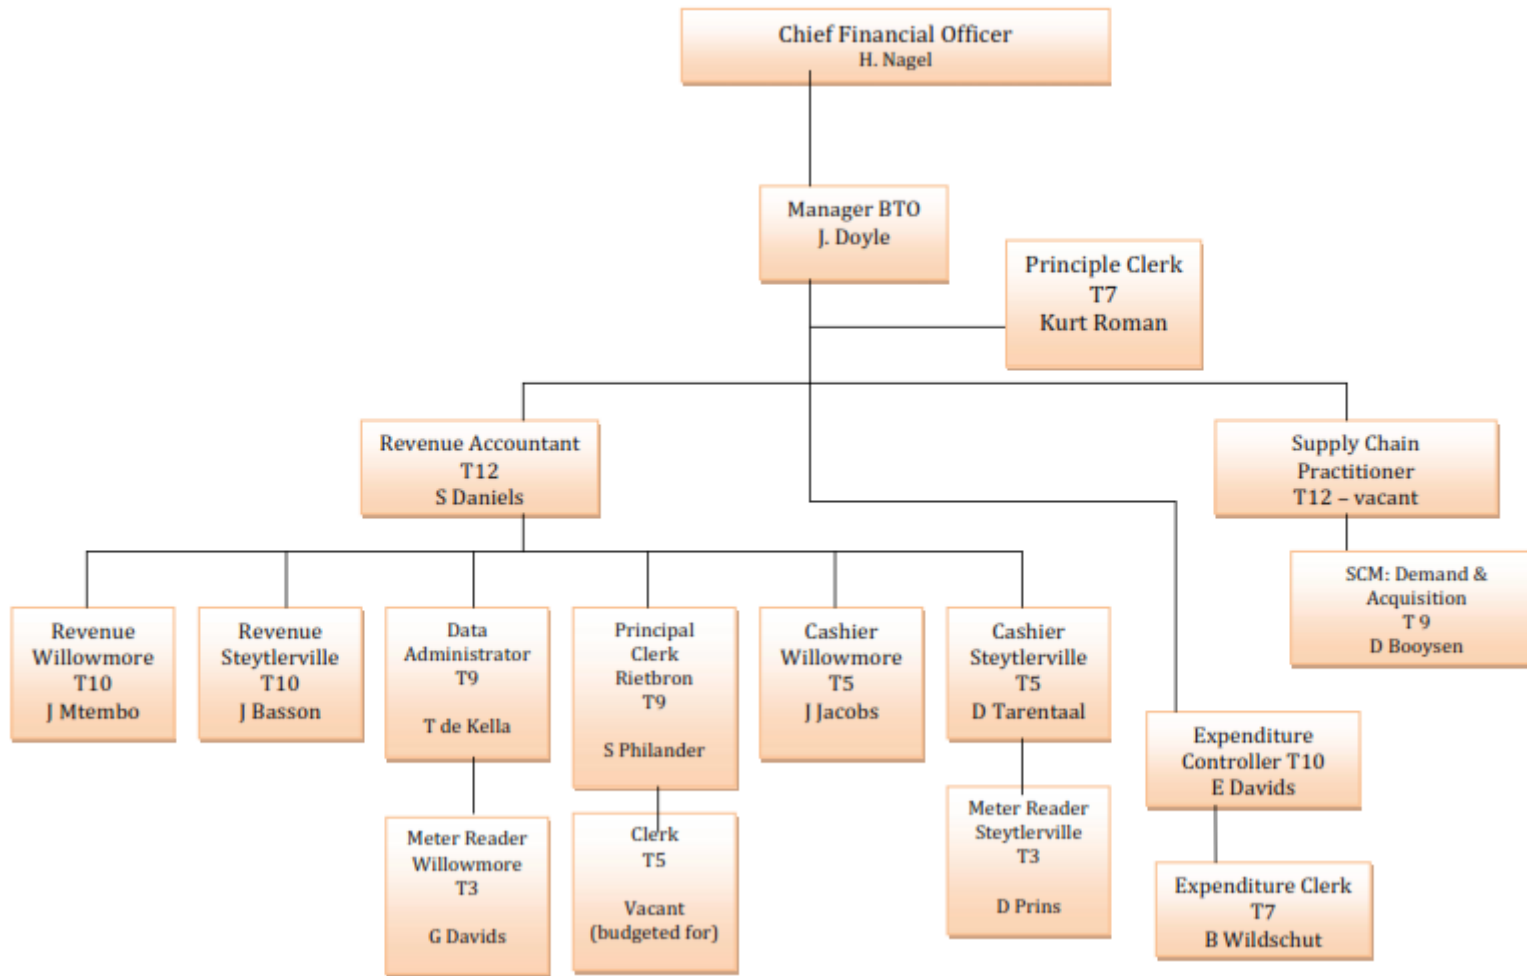 Chief Financial Officer
H. Nagel
Manager BTO
J. Doyle
Principle Clerk
T7
Kurt Roman
Revenue Accountant
T12
S Daniels
Supply Chain
Practitioner
T12 – vacant
SCM: Demand &
Acquisition
T 9
D Booysen
Revenue
Willowmore
T10
J Mtembo
Revenue
Steytlerville
T10
J Basson
Data
Administrator
T9
T de Kella
Principal
Clerk
Rietbron
T9
S Philander
Cashier
Willowmore
T5
J Jacobs
Cashier
Steytlerville
T5
D Tarentaal
Expenditure
Controller T10
E Davids
Meter Reader
Willowmore
T3
G Davids
Clerk
T5
Vacant
(budgeted for)
Meter Reader
Steytlerville
T3
D Prins
Expenditure Clerk
T7
B Wildschut